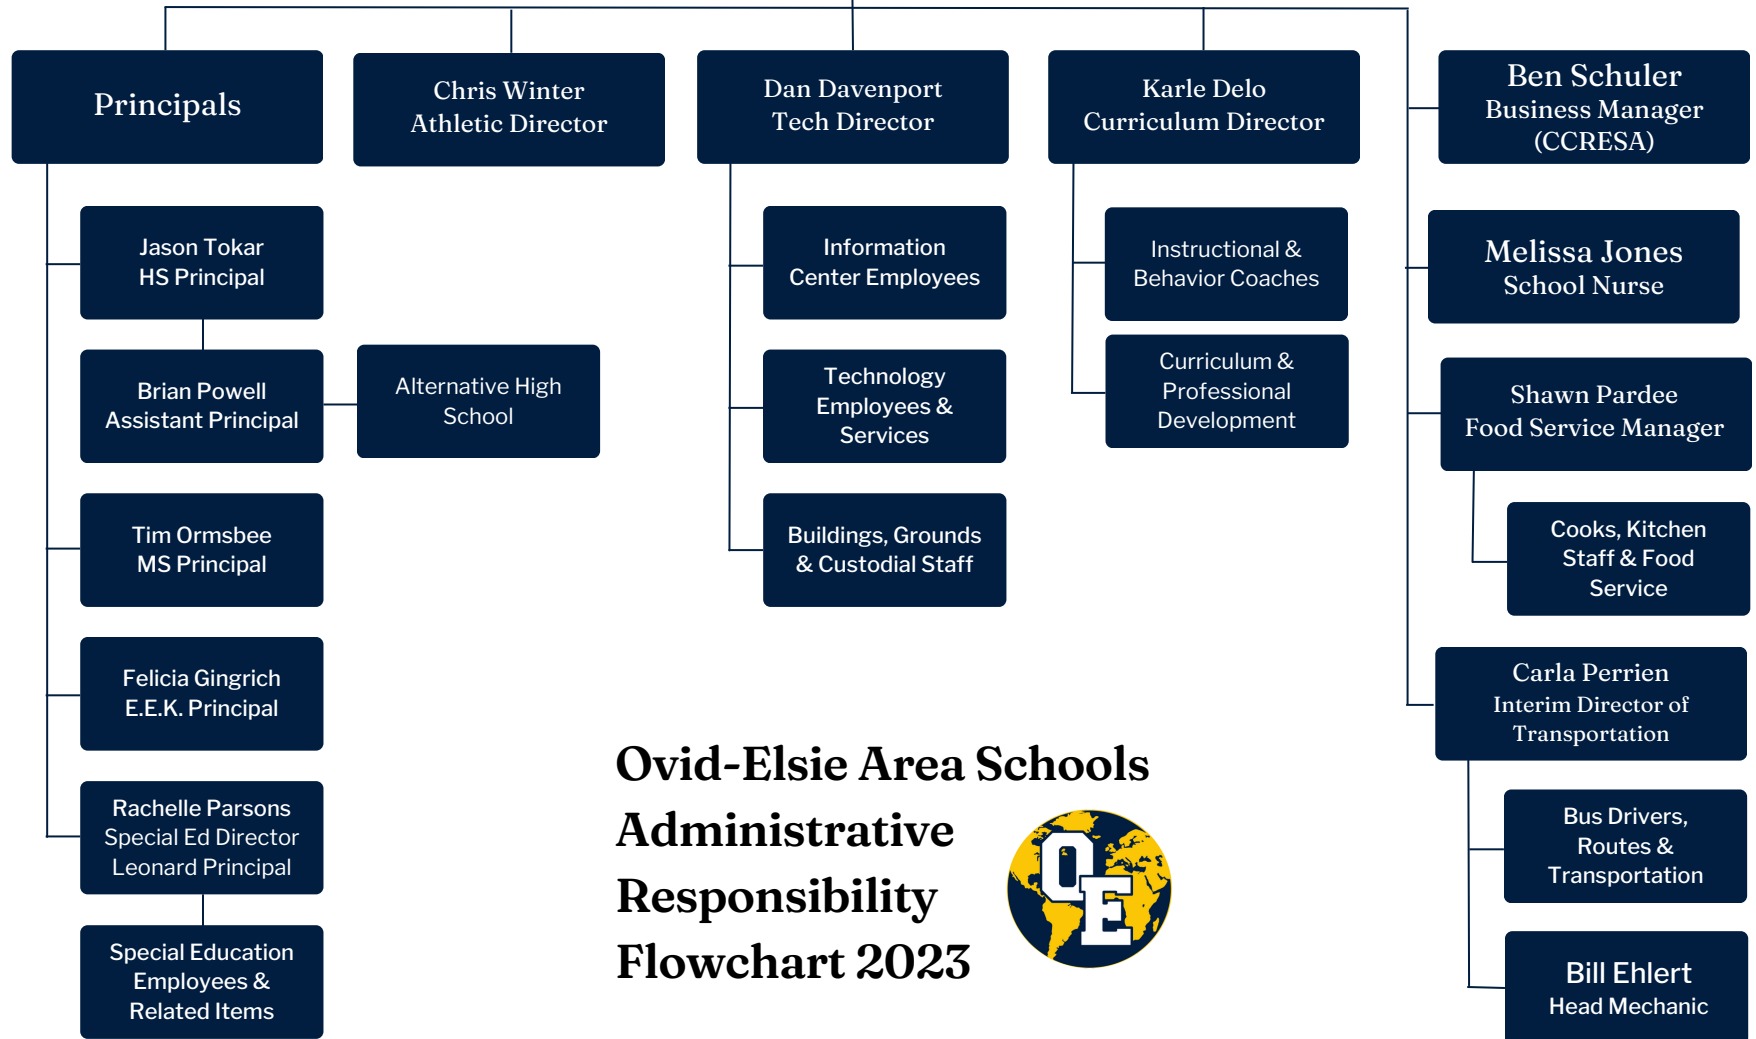 Principals
Chris Winter
Athletic Director
Dan Davenport
Tech Director
Karle Delo
Curriculum Director
Ben Schuler
Business Manager
(CCRESA)
Jason Tokar
HS Principal
Information
Center Employees
Instructional &
Behavior Coaches
Melissa Jones
School Nurse
Brian Powell
Assistant Principal
Alternative High
School
Technology
Employees &
Services
Curriculum &
Professional
Development
Shawn Pardee
Food Service Manager
Tim Ormsbee
MS Principal
Buildings, Grounds
& Custodial Staff
Cooks, Kitchen
Staff & Food
Service
Felicia Gingrich
E.E.K. Principal
Carla Perrien
Interim Director of
Transportation
Rachelle Parsons
Special Ed Director
Leonard Principal
Bus Drivers,
Routes &
Transportation
Special Education
Employees &
Related Items
Bill Ehlert
Head Mechanic
Ovid-Elsie Area Schools
Administrative
Responsibility
Flowchart 2023
OE